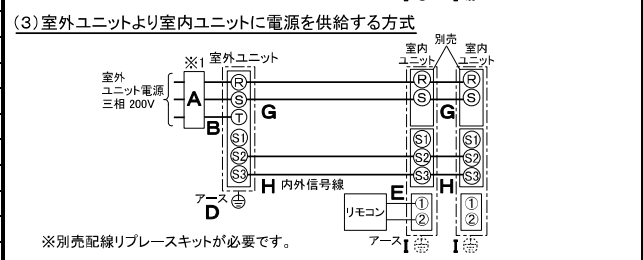 (3)室外ユニットより室内ユニットに電源を供給する方式
別売
※1 室外ユニット
室内
ユニット
室内
ユニット
室外
ユニット電源
三相 200V
A
B
R
S
T
S1
S2
S3
G
R
S
S1
S2
S3
G
R
S
S1
S2
S3
H 内外信号線
H
アース
D
リモコン
E
①
②
①
②
アース I
I
※別売配線リプレースキットが必要です。